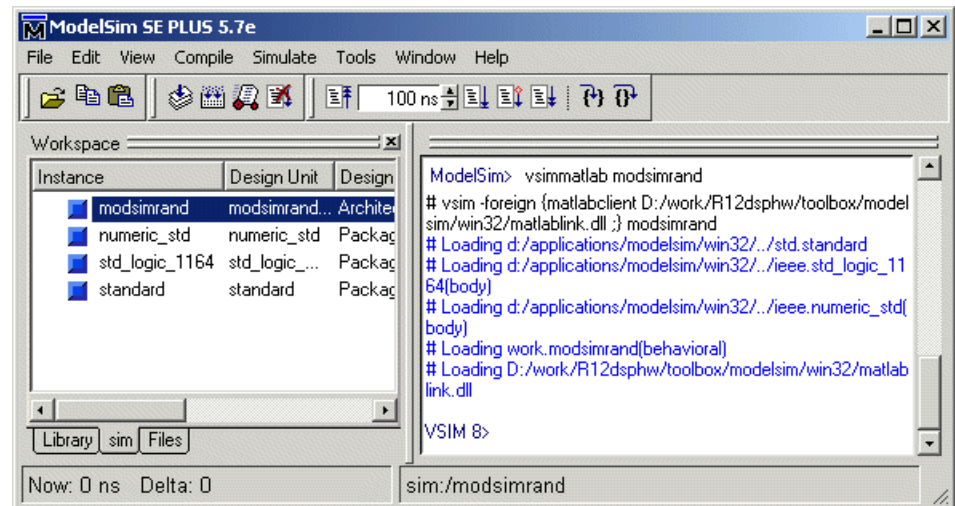 ModelSim SE PLUS 5.7e
File Edit View Compile Simulate Tools Window Help
100 ns
Workspace
Instance Design Unit Design
modsimrand modsimrand... Archite
numeric_std numeric_std Packag
std_logic_1164 std_logic_... Packag
standard standard Packag
Library sim Files
ModelSim> vsimmatlab modsimrand
# vsim -foreign {matlabclient D:/work/R12dsphw/toolbox/model
sim/win32/matlablink.dll ;} modsimrand
# Loading d:/applications/modelsim/win32/../std.standard
# Loading d:/applications/modelsim/win32/../ieee.std_logic_11
64(body)
# Loading d:/applications/modelsim/win32/../ieee.numeric_std(
body)
# Loading work.modsimrand(behavioral)
# Loading D:/work/R12dsphw/toolbox/modelsim/win32/matlab
link.dll
VSIM 8>
Now: 0 ns Delta: 0
sim:/modsimrand